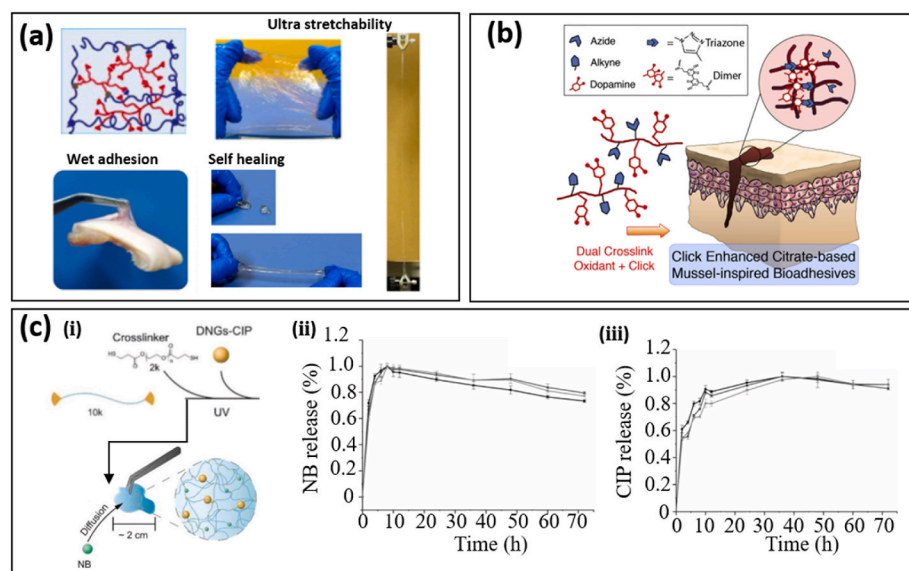 (a)
Ultra stretchability
Wet adhesion
Self healing
(b)
Azide
Triazone
Alkyne
Dopamine
Dimer
Dual Crosslink
Oxidant + Click
Click Enhanced Citrate-based
Mussel-inspired Bioadhesives
(c)
(i)
Crosslinker
DNGs-CIP
HS
SH
2k
10k
UV
Diffusion
~ 2 cm
NB
(ii)
NB release (%)
1.2
1.0
0.8
0.6
0.4
0.2
0
0 10 20 30 40 50 60 70
Time (h)
(iii)
CIP release (%)
1.2
1.0
0.8
0.6
0.4
0.2
0
0 10 20 30 40 50 60 70
Time (h)